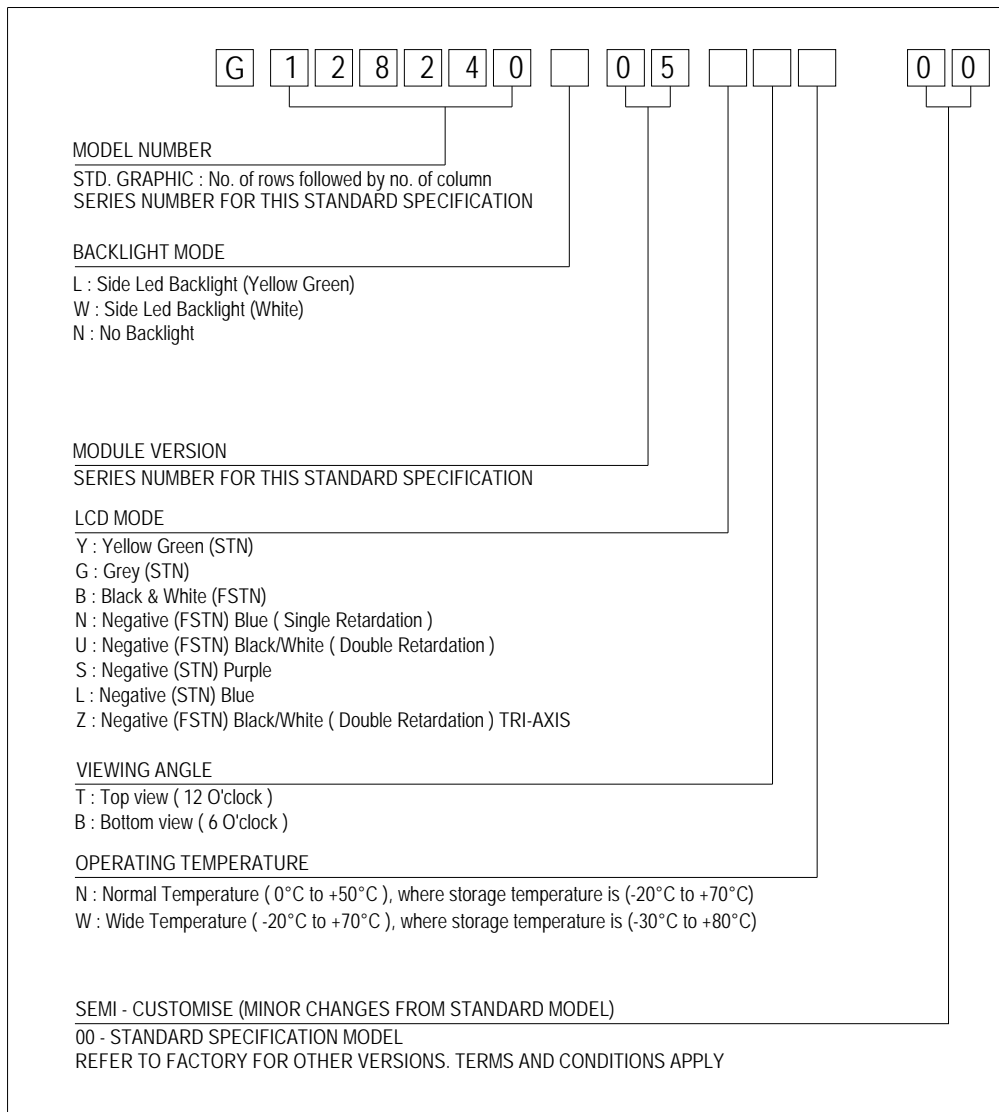 G 1 2 8 2 4 0 0 5 0 0
MODEL NUMBER
STD. GRAPHIC : No. of rows followed by no. of column
SERIES NUMBER FOR THIS STANDARD SPECIFICATION
BACKLIGHT MODE
L : Side Led Backlight (Yellow Green)
W : Side Led Backlight (White)
N : No Backlight
MODULE VERSION
SERIES NUMBER FOR THIS STANDARD SPECIFICATION
LCD MODE
Y : Yellow Green (STN)
G : Grey (STN)
B : Black & White (FSTN)
N : Negative (FSTN) Blue ( Single Retardation )
U : Negative (FSTN) Black/White ( Double Retardation )
S : Negative (STN) Purple
L : Negative (STN) Blue
Z : Negative (FSTN) Black/White ( Double Retardation ) TRI-AXIS
VIEWING ANGLE
T : Top view ( 12 O'clock )
B : Bottom view ( 6 O'clock )
OPERATING TEMPERATURE
N : Normal Temperature ( 0°C to +50°C ), where storage temperature is (-20°C to +70°C)
W : Wide Temperature ( -20°C to +70°C ), where storage temperature is (-30°C to +80°C)
SEMI - CUSTOMISE (MINOR CHANGES FROM STANDARD MODEL)
00 - STANDARD SPECIFICATION MODEL
REFER TO FACTORY FOR OTHER VERSIONS. TERMS AND CONDITIONS APPLY